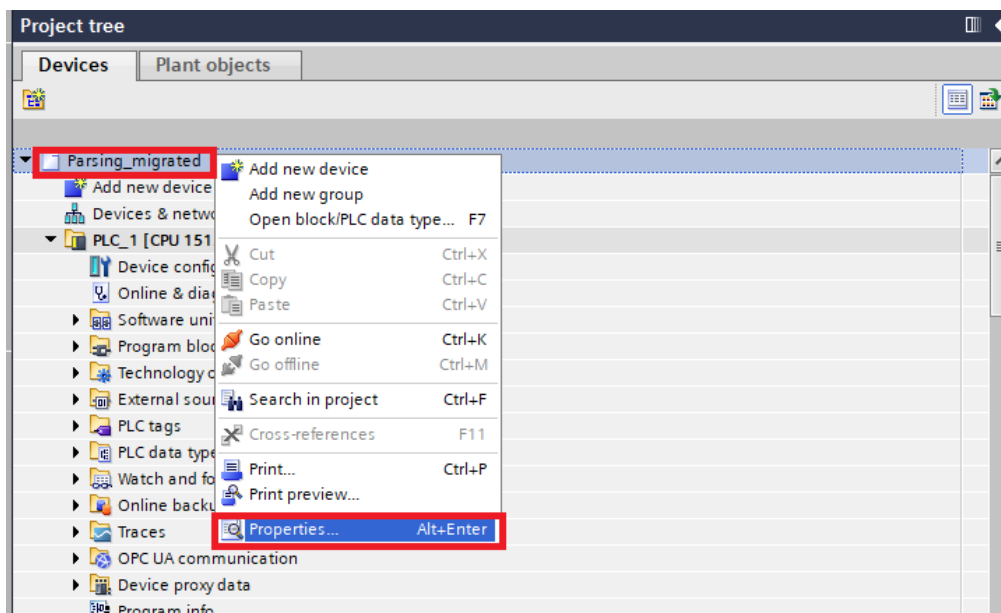 Project tree
Devices
Plant objects
Parsing_migrated
Add new device
Add new group
Open block/PLC data type... F7
Cut Ctrl+X
Copy Ctrl+C
Paste Ctrl+V
Go online Ctrl+K
Go offline Ctrl+M
Search in project Ctrl+F
Cross-references F11
Print... Ctrl+P
Print preview...
Properties... Alt+Enter
Add new device
Devices & netwo
PLC_1 [CPU 151
Device config
Online & diag
Software uni
Program bloc
Technology o
External sour
PLC tags
PLC data type
Watch and fo
Online backu
Traces
OPC UA communication
Device proxy data
Program info